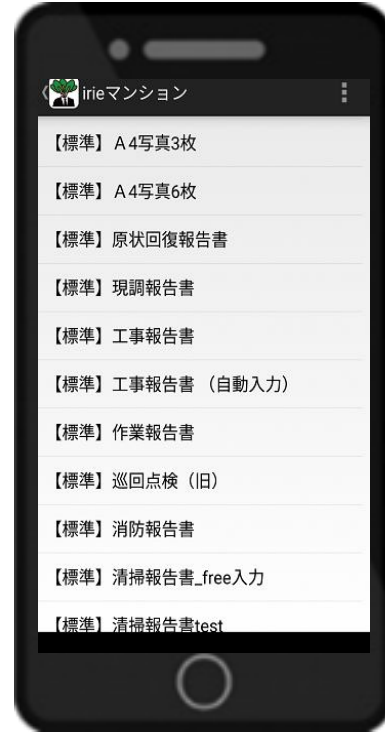 irieマンション
【標準】Ａ4写真3枚
【標準】Ａ4写真6枚
【標準】原状回復報告書
【標準】現調報告書
【標準】工事報告書
【標準】工事報告書 （自動入力）
【標準】作業報告書
【標準】巡回点検（旧）
【標準】消防報告書
【標準】清掃報告書_free入力
【標準】清掃報告書test